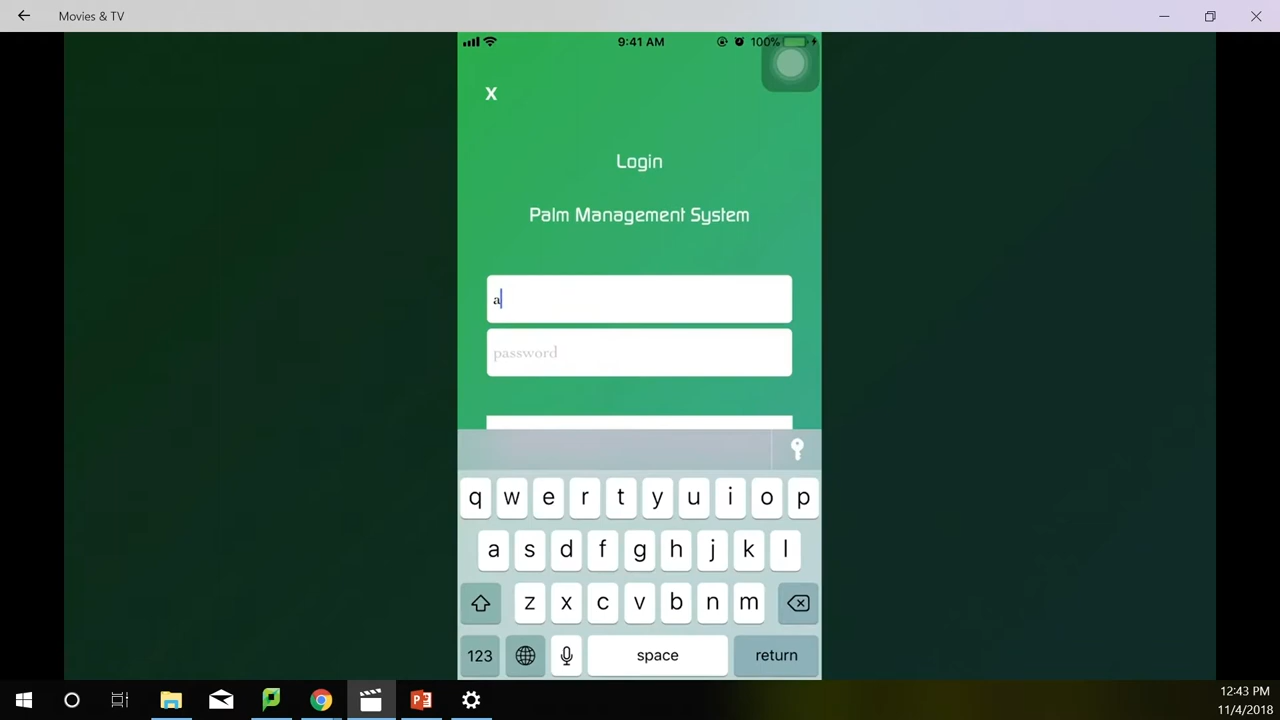 Movies & TV
9:41 AM
100%
X
Login
Palm Management System
a
password
q w e r t y u i o p
a s d f g h j k l
z x c v b n m
123 space return
12:43 PM
11/4/2018